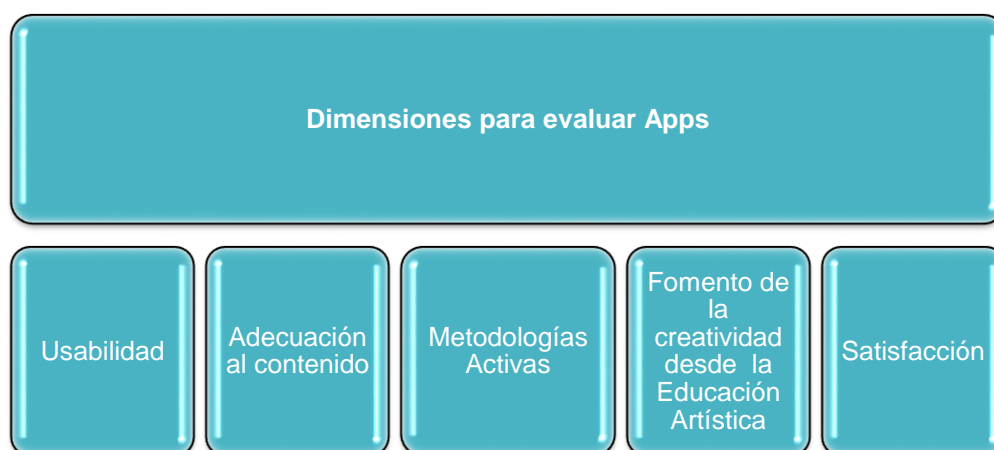 Dimensiones para evaluar Apps
Usabilidad
Adecuación
al contenido
Metodologías
Activas
Fomento de
la
creatividad
desde la
Educación
Artística
Satisfacción